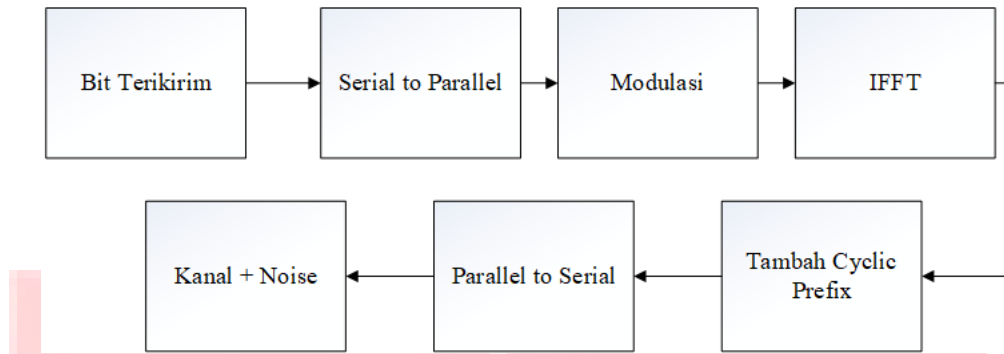 Bit Terikirim
Serial to Parallel
Modulasi
IFFT
Kanal + Noise
Parallel to Serial
Tambah Cyclic
Prefix